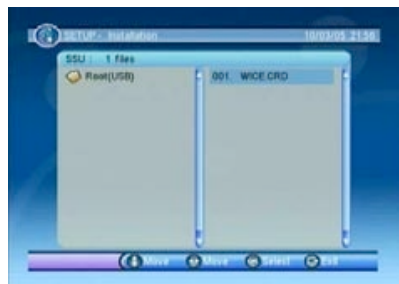 SETUP - Installation 10/03/05 21:56
SSU : 1 files
Root(USB)
001. WICE.CRD
Move Move Select Exit